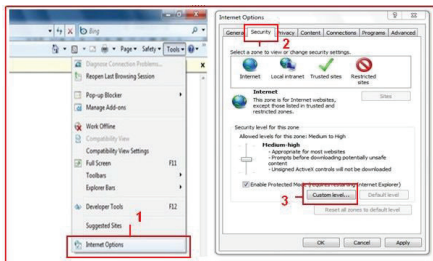 bing
Page
Safety
Tools
Diagnose Connection Problems...
Reopen Last Browsing Session
Pop-up Blocker
Manage Add-ons
Work Offline
Compatibility View
Compatibility View Settings
Full Screen F11
Toolbars
Explorer Bars
Developer Tools F12
Suggested Sites
1
Internet Options
Internet Options
General Security Privacy Content Connections Programs Advanced
2
Select a zone to view or change security settings.
Internet Local intranet Trusted sites Restricted
sites
Internet
This zone is for Internet websites,
except those listed in trusted and
restricted zones.
Sites
Security level for this zone
Allowed levels for this zone: Medium to High
Medium-high
- Appropriate for most websites
- Prompts before downloading potentially unsafe
content
- Unsigned ActiveX controls will not be downloaded
Enable Protected Mode (requires restarting Internet Explorer)
3
Custom level... Default level
Reset all zones to default level
OK Cancel Apply